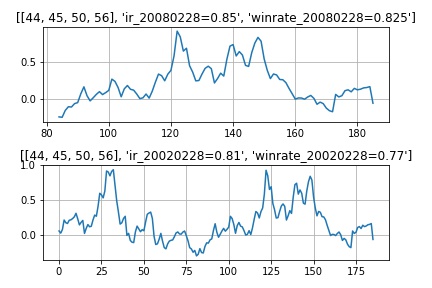 [[44, 45, 50, 56], 'ir_20080228=0.85', 'winrate_20080228=0.825']
0.5
0.0
80 100 120 140 160 180
[[44, 45, 50, 56], 'ir_20020228=0.81', 'winrate_20020228=0.77']
1.0
0.5
0.0
0 25 50 75 100 125 150 175